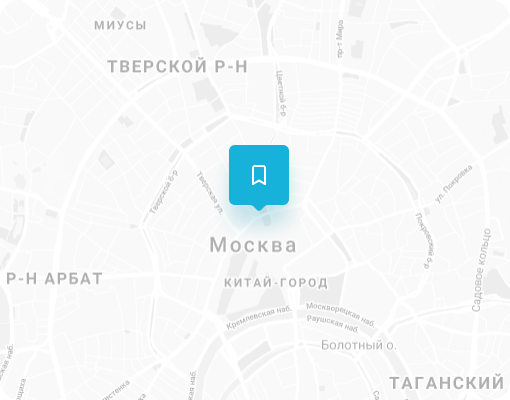 МИУСЫ
пр-т Мира
ТВЕРСКОЙ Р-Н
Цветной б-р
Тверской б-р
Тверская ул.
ул. Покровка
Покровский б-р
Москва
Садовое кольцо
Р-Н АРБАТ
КИТАЙ-ГОРОД
Кремлевская наб.
Москворецкая наб.
Раушская наб.
Болотный о.
ТАГАНСКИЙ
наб.